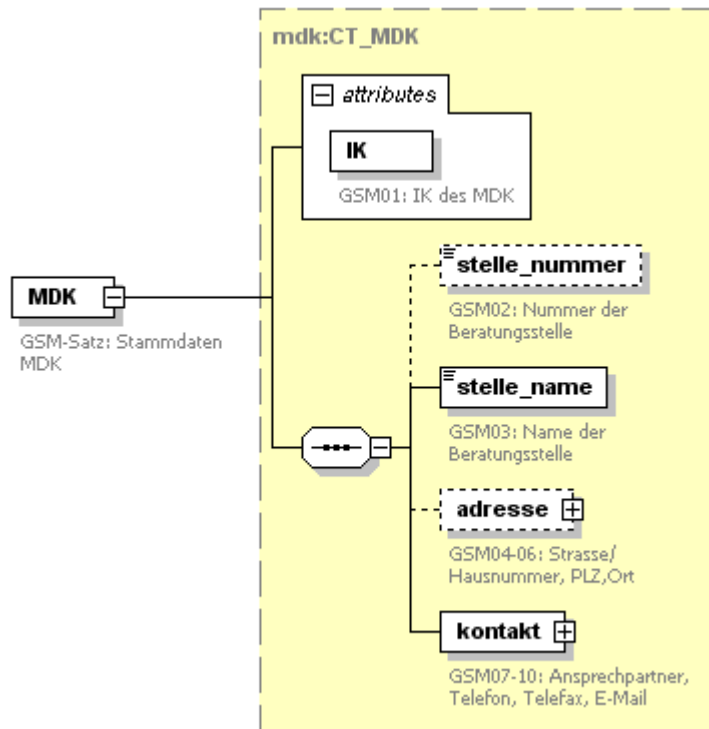 mdk:CT_MDK
attributes
IK
GSM01: IK des MDK
MDK
GSM-Satz: Stammdaten
MDK
stelle_nummer
GSM02: Nummer der
Beratungsstelle
stelle_name
GSM03: Name der
Beratungsstelle
adresse
GSM04-06: Strasse/
Hausnummer, PLZ,Ort
kontakt
GSM07-10: Ansprechpartner,
Telefon, Telefax, E-Mail